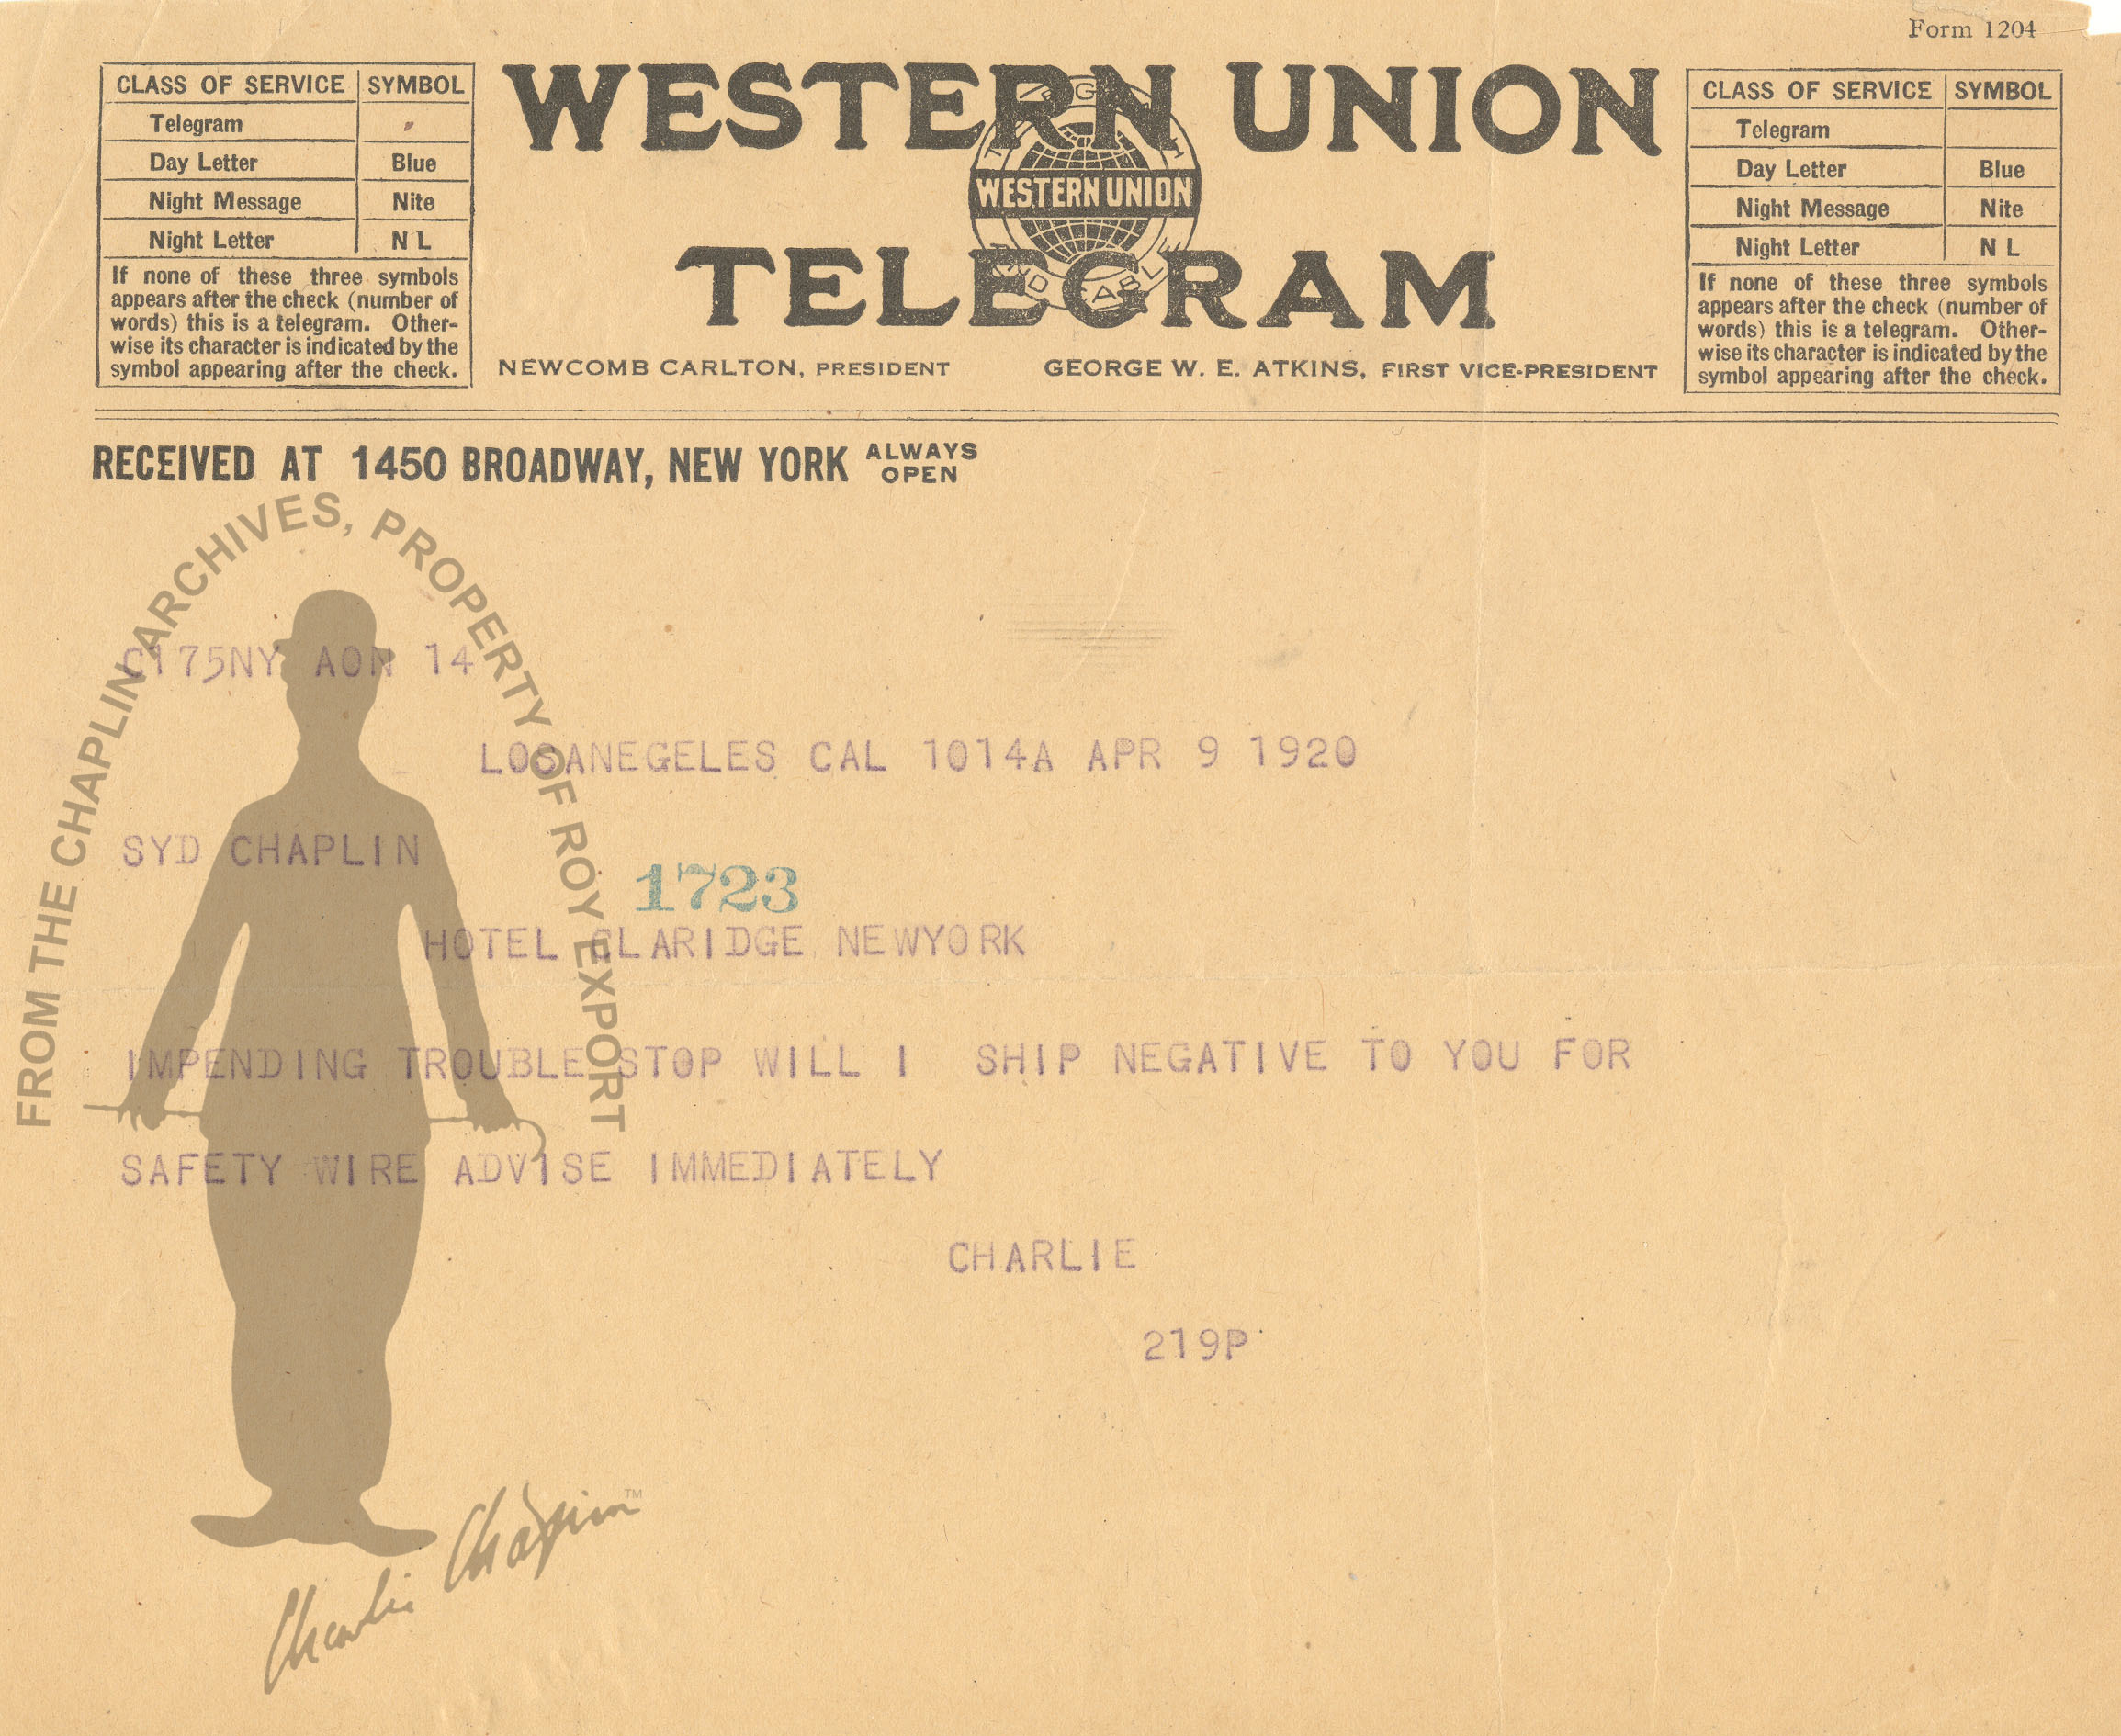 Form 1204
CLASS OF SERVICE SYMBOL
Telegram
Day Letter Blue
Night Message Nite
Night Letter N L
If none of these three symbols
appears after the check (number of
words) this is a telegram. Other-
wise its character is indicated by the
symbol appearing after the check.
WESTERN UNION
WESTERN UNION
TELEGRAM
NEWCOMB CARLTON, PRESIDENT GEORGE W. E. ATKINS, FIRST VICE-PRESIDENT
CLASS OF SERVICE SYMBOL
Telegram
Day Letter Blue
Night Message Nite
Night Letter N L
If none of these three symbols
appears after the check (number of
words) this is a telegram. Other-
wise its character is indicated by the
symbol appearing after the check.
RECEIVED AT 1450 BROADWAY, NEW YORK ALWAYS OPEN
FROM THE CHAPLIN ARCHIVES, PROPERTY OF ROY EXPORT
C175NY AON 14
LOSANEGELES CAL 1014A APR 9 1920
SYD CHAPLIN
1723
HOTEL CLARIDGE NEWYORK
IMPENDING TROUBLE STOP WILL I SHIP NEGATIVE TO YOU FOR
SAFETY WIRE ADVISE IMMEDIATELY
CHARLIE
219P
Charlie Chaplin TM